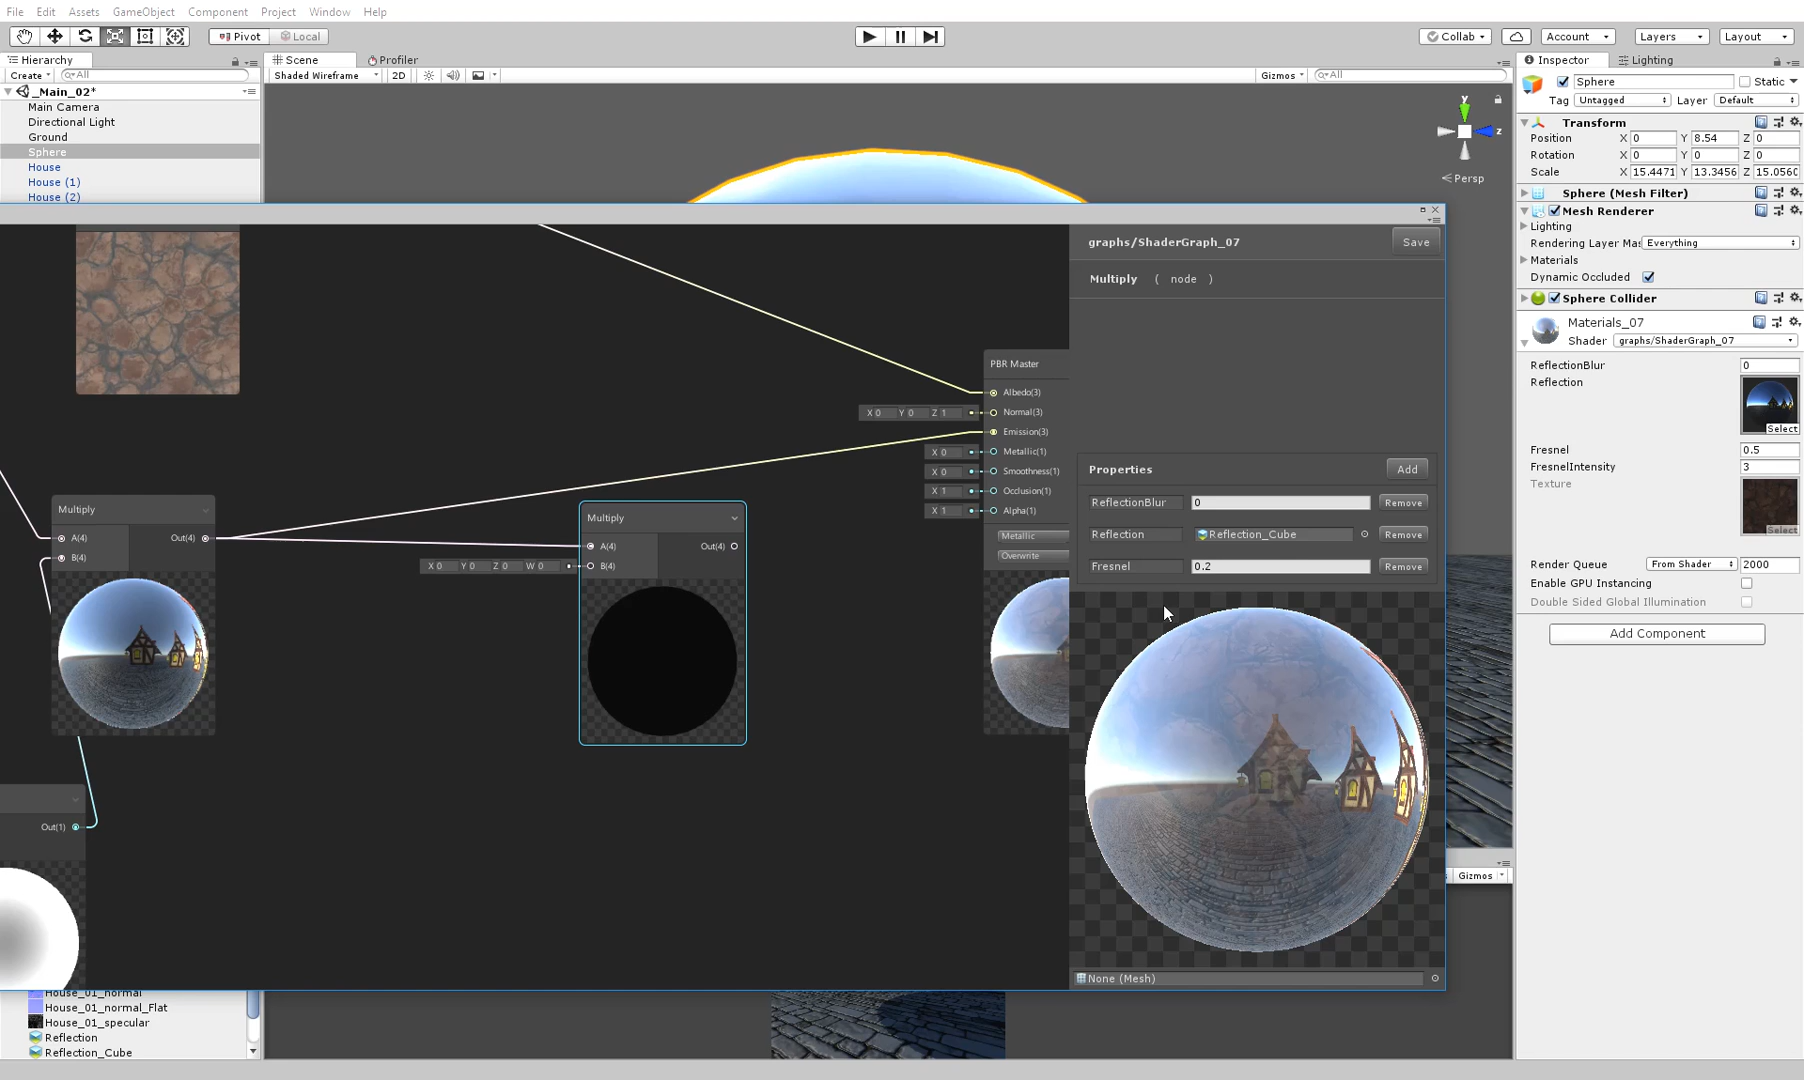 File Edit Assets GameObject Component Project Window Help
Pivot Local Collab Account Layers Layout
Hierarchy
Create All
_Main_02*
Main Camera
Directional Light
Ground
Sphere
House
House (1)
House (2)
Scene Profiler
Shaded Wireframe 2D Gizmos All
y
z
Persp
graphs/ShaderGraph_07 Save
Multiply ( node )
PBR Master
Albedo(3)
X 0 Y 0 Z 1 Normal(3)
Emission(3)
X 0 Metallic(1)
X 0 Smoothness(1)
X 1 Occlusion(1)
X 1 Alpha(1)
Metallic
Overwrite
Multiply
A(4) Out(4)
B(4)
Multiply
A(4) Out(4)
X 0 Y 0 Z 0 W 0 B(4)
Out(1)
Properties Add
ReflectionBlur 0 Remove
Reflection Reflection_Cube Remove
Fresnel 0.2 Remove
None (Mesh)
Gizmos
House_01_normal
House_01_normal_Flat
House_01_specular
Reflection
Reflection_Cube
Inspector Lighting
Sphere Static
Tag Untagged Layer Default
Transform
Position X 0 Y 8.54 Z 0
Rotation X 0 Y 0 Z 0
Scale X 15.4471 Y 13.3456 Z 15.0560
Sphere (Mesh Filter)
Mesh Renderer
Lighting
Rendering Layer Mas Everything
Materials
Dynamic Occluded
Sphere Collider
Materials_07
Shader graphs/ShaderGraph_07
ReflectionBlur 0
Reflection
Select
Fresnel 0.5
FresnelIntensity 3
Texture
Select
Render Queue From Shader 2000
Enable GPU Instancing
Double Sided Global Illumination
Add Component